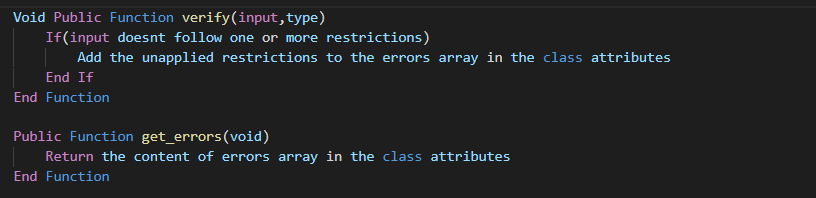 Void Public Function verify(input,type)
If(input doesnt follow one or more restrictions)
Add the unapplied restrictions to the errors array in the class attributes
End If
End Function
Public Function get_errors(void)
Return the content of errors array in the class attributes
End Function